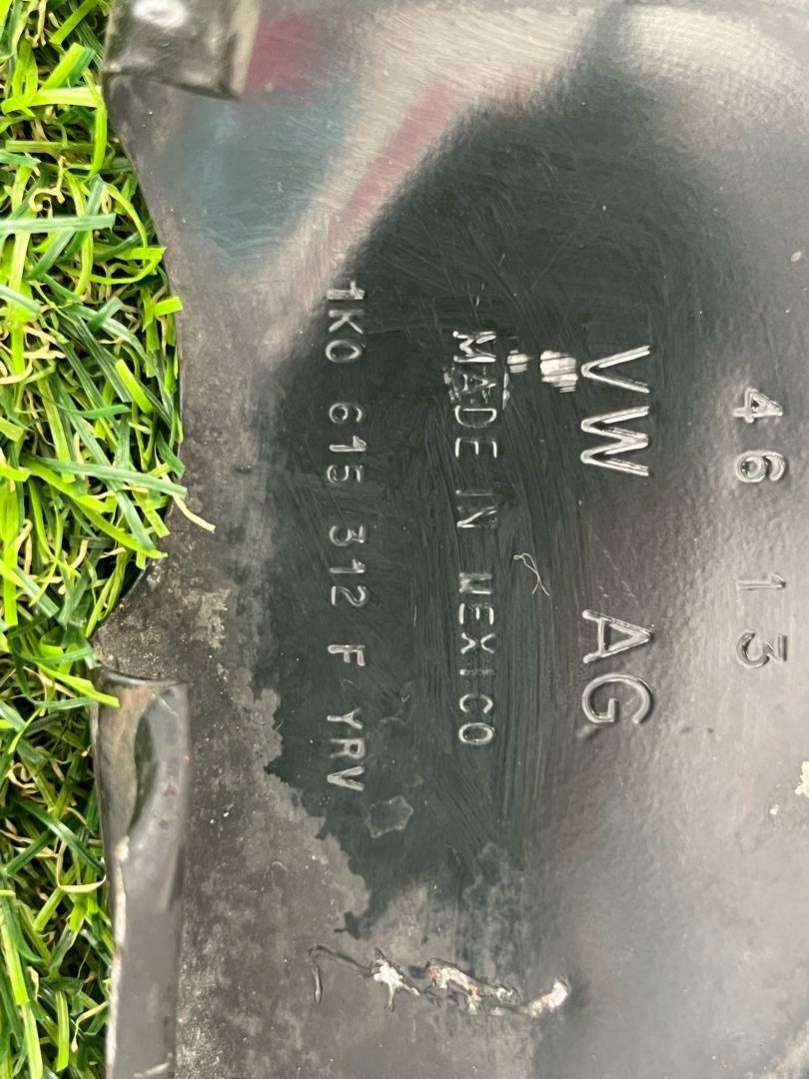 46 13
VW AG
MADE IN MEXICO
1K0 615 312 F YRV